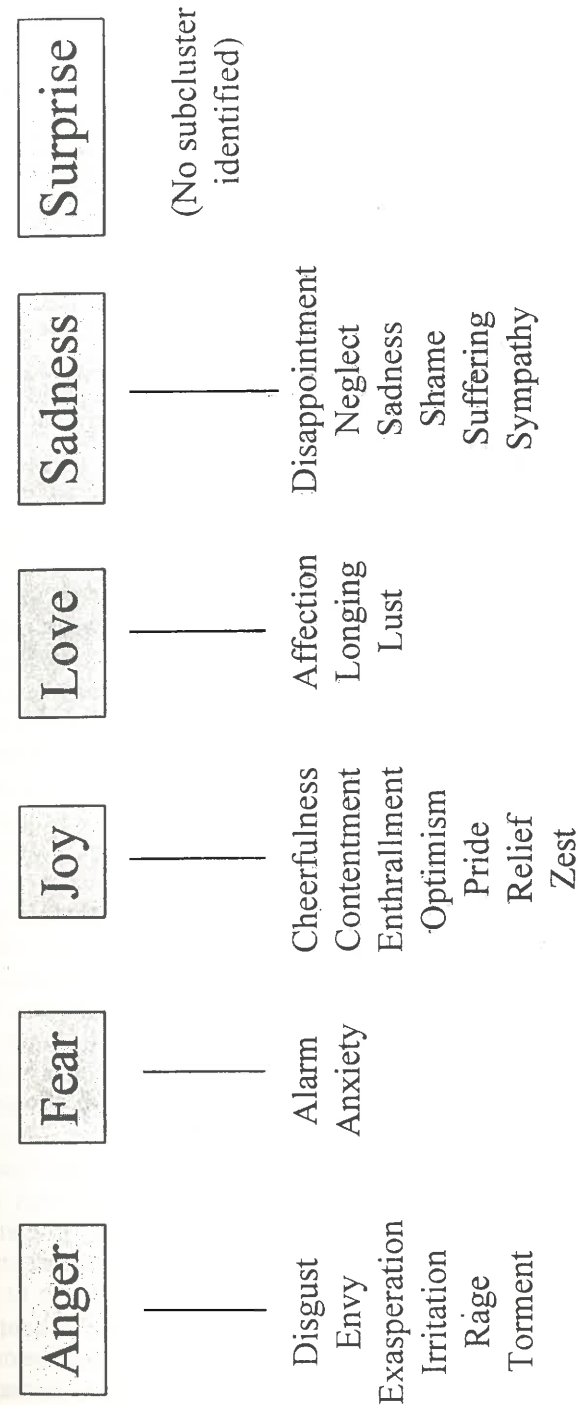 Anger
Disgust
Envy
Exasperation
Irritation
Rage
Torment
Fear
Alarm
Anxiety
Joy
Cheerfulness
Contentment
Enthrallment
Optimism
Pride
Relief
Zest
Love
Affection
Longing
Lust
Sadness
Disappointment
Neglect
Sadness
Shame
Suffering
Sympathy
Surprise
(No subcluster
identified)